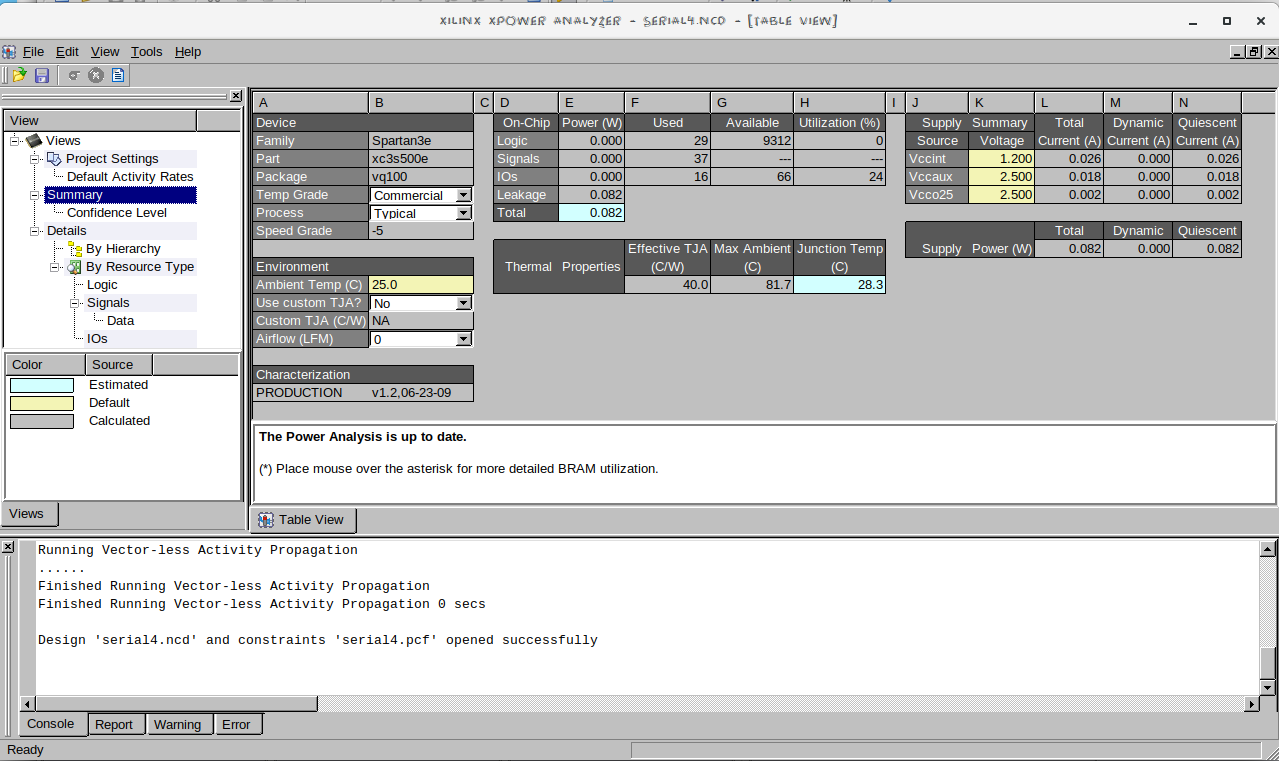 XILINX XPOWER ANALYZER - SERIAL4.NCD - [TABLE VIEW]
File Edit View Tools Help
View
Views
Project Settings
Default Activity Rates
Summary
Confidence Level
Details
By Hierarchy
By Resource Type
Logic
Signals
Data
IOs
Color Source
Estimated
Default
Calculated
Views
A B C D E F G H I J K L M N
Device
Family Spartan3e
Part xc3s500e
Package vq100
Temp Grade Commercial
Process Typical
Speed Grade -5
Environment
Ambient Temp (C) 25.0
Use custom TJA? No
Custom TJA (C/W) NA
Airflow (LFM) 0
Characterization
PRODUCTION v1.2,06-23-09
On-Chip Power (W) Used Available Utilization (%)
Logic 0.000 29 9312 0
Signals 0.000 37 --- ---
IOs 0.000 16 66 24
Leakage 0.082
Total 0.082
Effective TJA Max Ambient Junction Temp
Thermal Properties (C/W) (C) (C)
40.0 81.7 28.3
Supply Summary Total Dynamic Quiescent
Source Voltage Current (A) Current (A) Current (A)
Vccint 1.200 0.026 0.000 0.026
Vccaux 2.500 0.018 0.000 0.018
Vcco25 2.500 0.002 0.000 0.002
Total Dynamic Quiescent
Supply Power (W) 0.082 0.000 0.082
The Power Analysis is up to date.
(*) Place mouse over the asterisk for more detailed BRAM utilization.
Table View
Running Vector-less Activity Propagation
......
Finished Running Vector-less Activity Propagation
Finished Running Vector-less Activity Propagation 0 secs
Design 'serial4.ncd' and constraints 'serial4.pcf' opened successfully
Console Report Warning Error
Ready